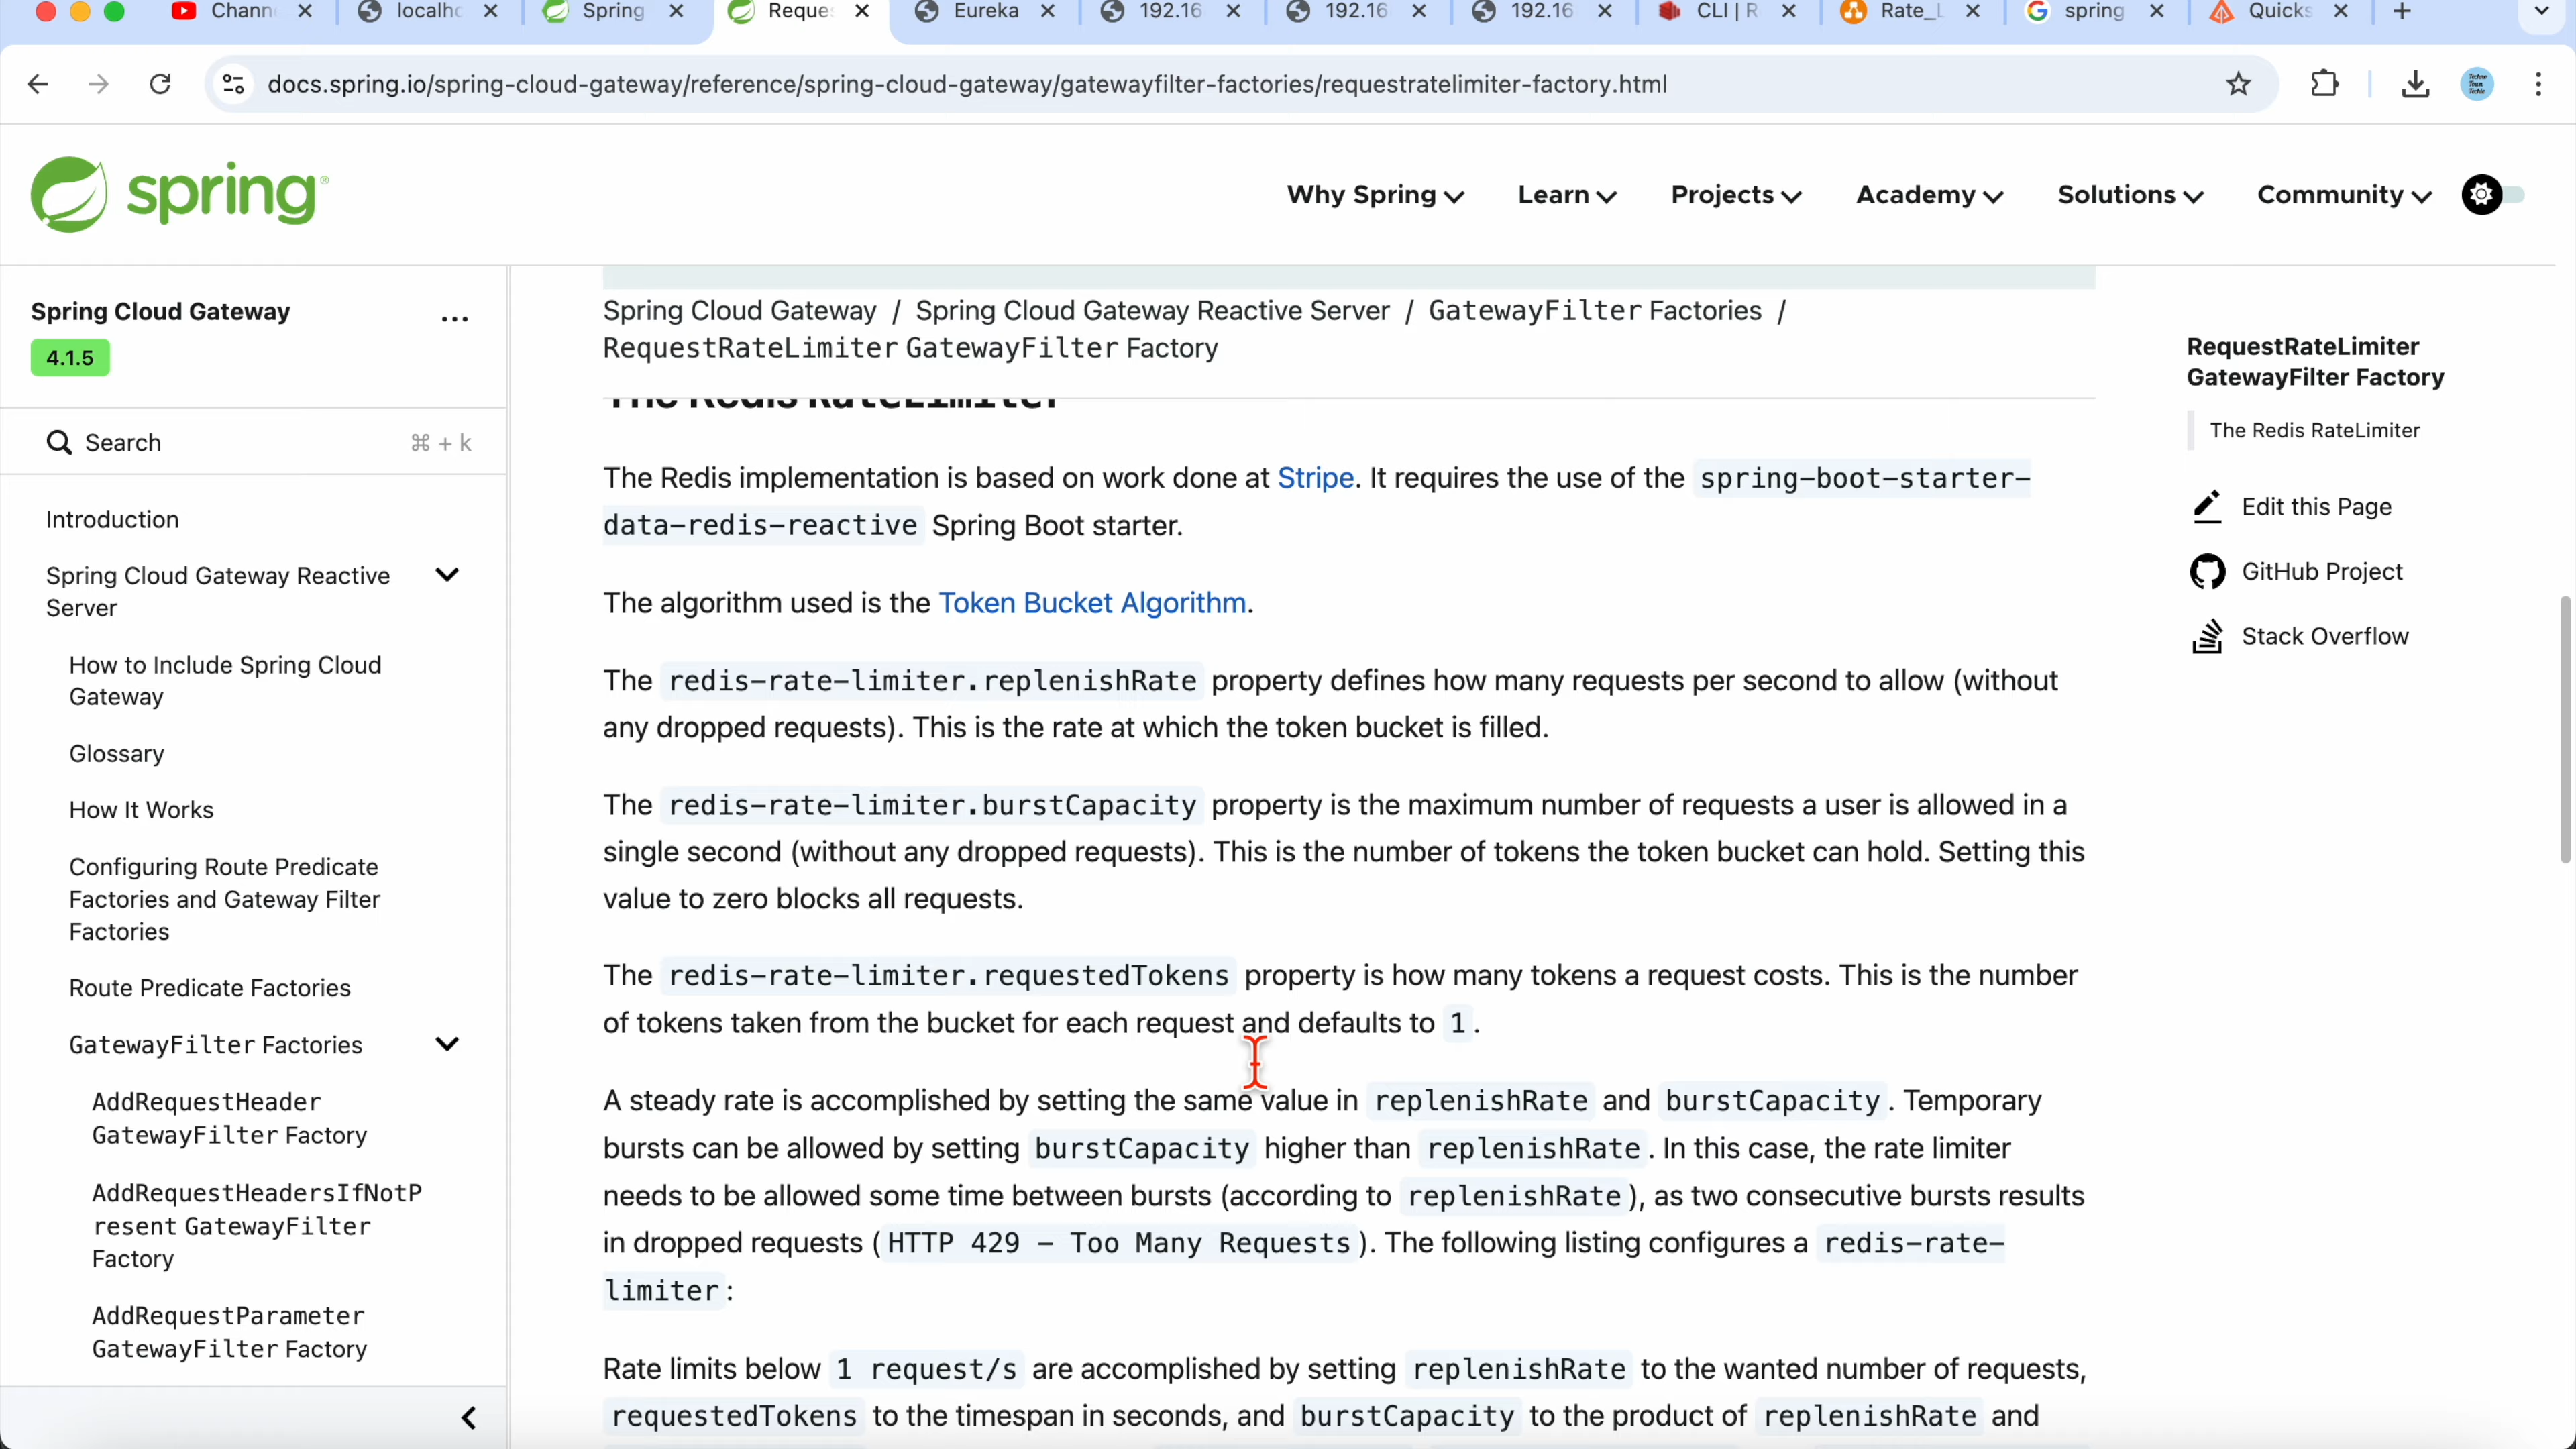 Chann
localho
Spring
Reque
Eureka
192.16
192.16
192.16
CLI | R
Rate_L
spring
Quicks
docs.spring.io/spring-cloud-gateway/reference/spring-cloud-gateway/gatewayfilter-factories/requestratelimiter-factory.html
spring
Why Spring
Learn
Projects
Academy
Solutions
Community
Spring Cloud Gateway
4.1.5
Search
⌘ + k
Introduction
Spring Cloud Gateway Reactive
Server
How to Include Spring Cloud
Gateway
Glossary
How It Works
Configuring Route Predicate
Factories and Gateway Filter
Factories
Route Predicate Factories
GatewayFilter Factories
AddRequestHeader
GatewayFilter Factory
AddRequestHeadersIfNotP
resent GatewayFilter
Factory
AddRequestParameter
GatewayFilter Factory
Spring Cloud Gateway / Spring Cloud Gateway Reactive Server / GatewayFilter Factories /
RequestRateLimiter GatewayFilter Factory
The Redis RateLimiter
The Redis implementation is based on work done at Stripe. It requires the use of the spring-boot-starter-
data-redis-reactive Spring Boot starter.
The algorithm used is the Token Bucket Algorithm.
The redis-rate-limiter.replenishRate property defines how many requests per second to allow (without
any dropped requests). This is the rate at which the token bucket is filled.
The redis-rate-limiter.burstCapacity property is the maximum number of requests a user is allowed in a
single second (without any dropped requests). This is the number of tokens the token bucket can hold. Setting this
value to zero blocks all requests.
The redis-rate-limiter.requestedTokens property is how many tokens a request costs. This is the number
of tokens taken from the bucket for each request and defaults to 1.
A steady rate is accomplished by setting the same value in replenishRate and burstCapacity. Temporary
bursts can be allowed by setting burstCapacity higher than replenishRate. In this case, the rate limiter
needs to be allowed some time between bursts (according to replenishRate), as two consecutive bursts results
in dropped requests (HTTP 429 - Too Many Requests). The following listing configures a redis-rate-
limiter:
Rate limits below 1 request/s are accomplished by setting replenishRate to the wanted number of requests,
requestedTokens to the timespan in seconds, and burstCapacity to the product of replenishRate and
RequestRateLimiter
GatewayFilter Factory
The Redis RateLimiter
Edit this Page
GitHub Project
Stack Overflow